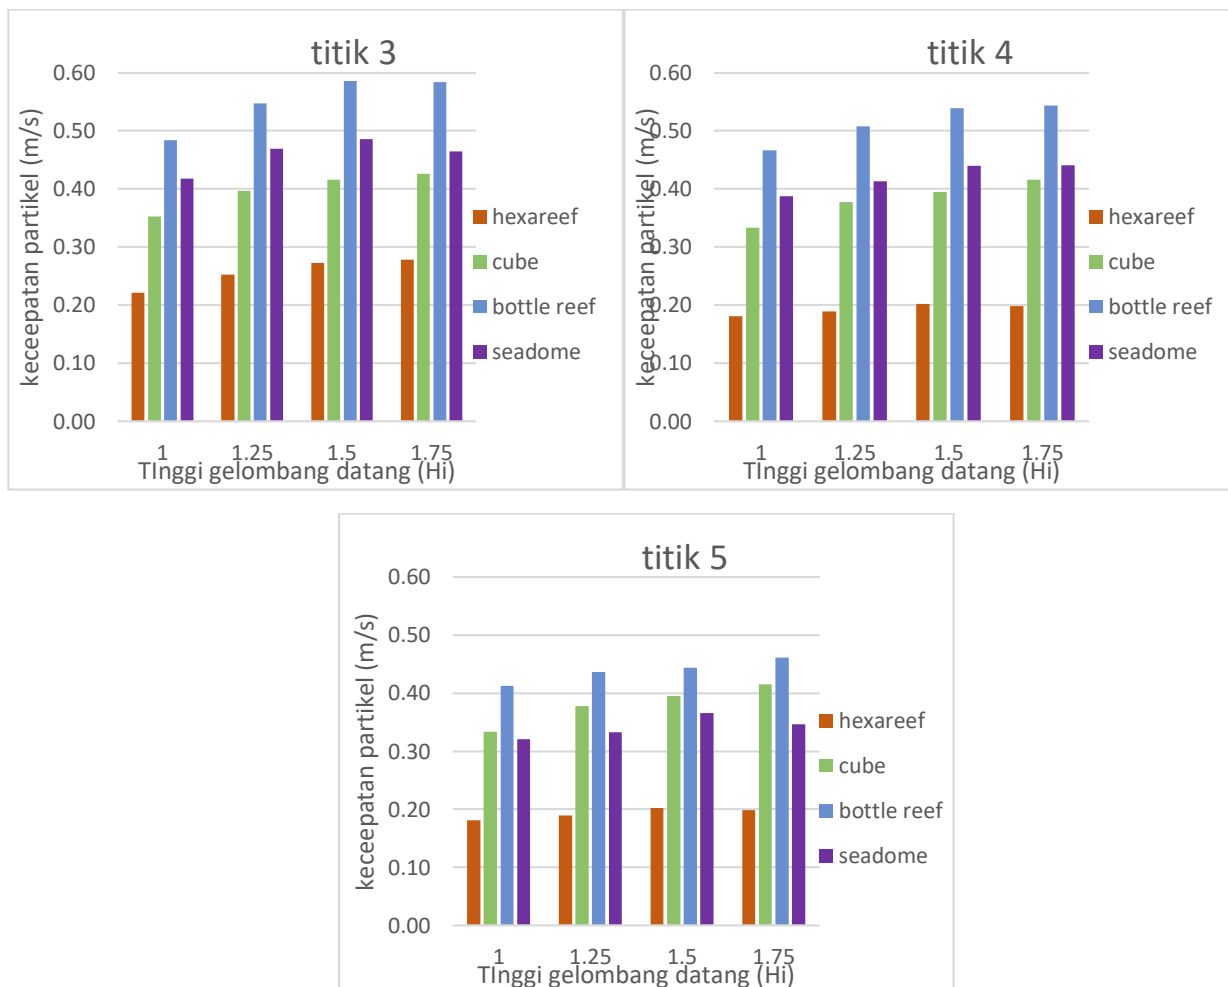 titik 3
keceepatan partikel (m/s)
0.60
0.50
0.40
0.30
0.20
0.10
0.00
1 1.25 1.5 1.75
TInggi gelombang datang (Hi)
hexareef
cube
bottle reef
seadome
titik 4
keceepatan partikel (m/s)
0.60
0.50
0.40
0.30
0.20
0.10
0.00
1 1.25 1.5 1.75
TInggi gelombang datang (Hi)
hexareef
cube
bottle reef
seadome
titik 5
keceepatan partikel (m/s)
0.60
0.50
0.40
0.30
0.20
0.10
0.00
1 1.25 1.5 1.75
TInggi gelombang datang (Hi)
hexareef
cube
bottle reef
seadome